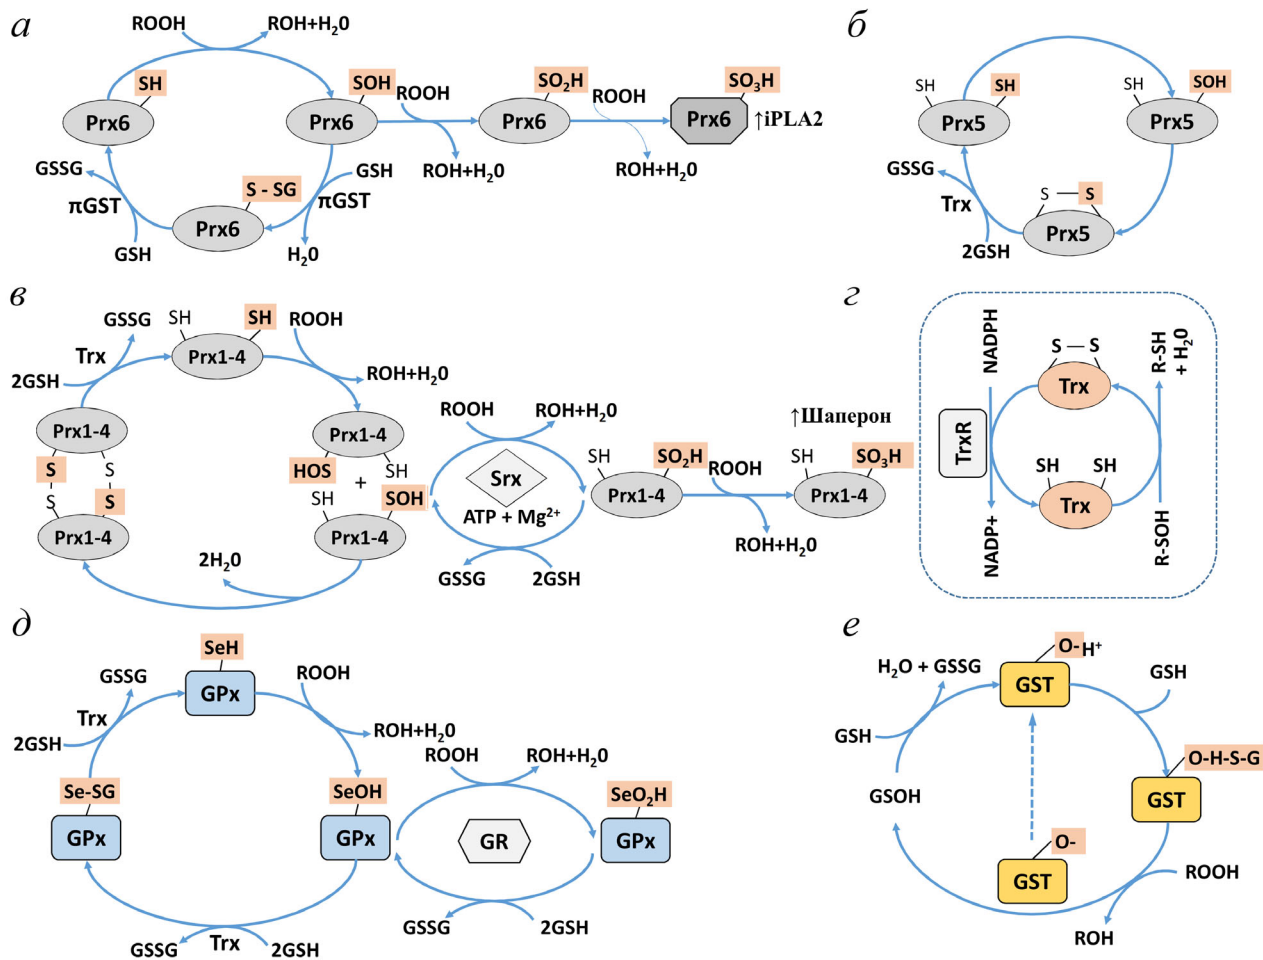 а
ROOH
ROH+H20
SH
Prx6
SOH
Prx6
ROOH
ROH+H20
SO2H
Prx6
ROOH
ROH+H20
SO3H
Prx6
↑iPLA2
GSSG
πGST
GSH
S - SG
Prx6
GSH
πGST
H20
б
SH
SH
Prx5
SH
SOH
Prx5
GSSG
Trx
2GSH
S — S
Prx5
в
GSSG
Trx
2GSH
SH
SH
Prx1-4
ROOH
ROH+H20
Prx1-4
S
S
S
S
Prx1-4
Prx1-4
HOS
SH
+
SH
SOH
Prx1-4
2H20
ROOH
ROH+H20
Srx
ATP + Mg2+
GSSG
2GSH
SH
SO2H
Prx1-4
ROOH
ROH+H20
↑Шаперон
SH
SO3H
Prx1-4
г
NADPH
TrxR
NADP+
S — S
Trx
SH
SH
Trx
R-SH
+ H20
R-SOH
д
SeH
GPx
GSSG
Trx
2GSH
ROOH
ROH+H20
Se-SG
GPx
SeOH
GPx
GSSG
Trx
2GSH
ROOH
ROH+H20
GR
GSSG
2GSH
SeO2H
GPx
е
O- H+
GST
H2O + GSSG
GSH
GSH
O-H-S-G
GST
GSOH
O-
GST
ROOH
ROH